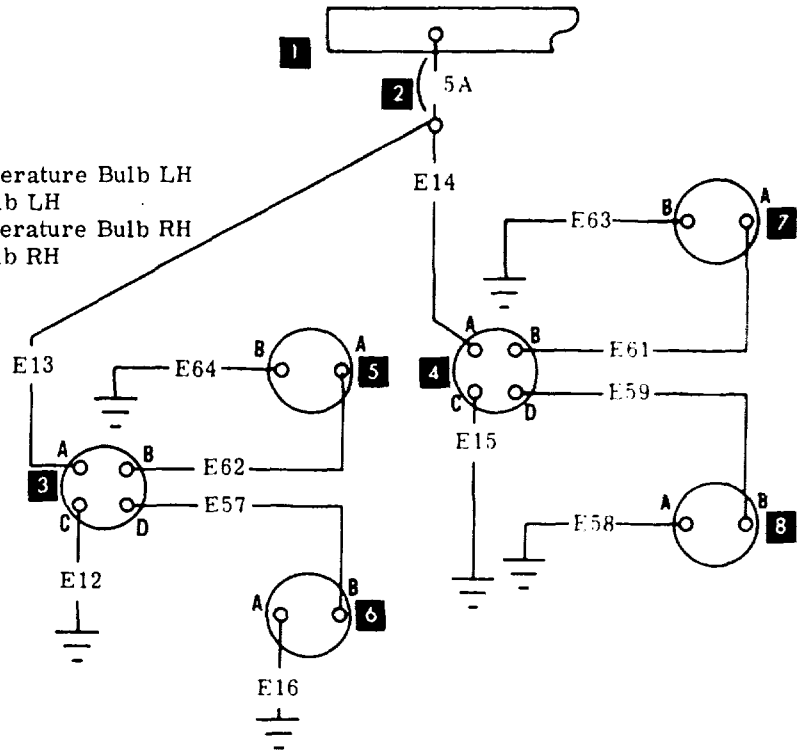 1
2
5A
erature Bulb LH
lb LH
erature Bulb RH
lb RH
E14
E63
B
A
7
E13
A
B
4
C
D
E61
E59
E15
B
A
5
E64
A
B
3
C
D
E62
E57
E12
A
B
8
E58
A
B
6
E16